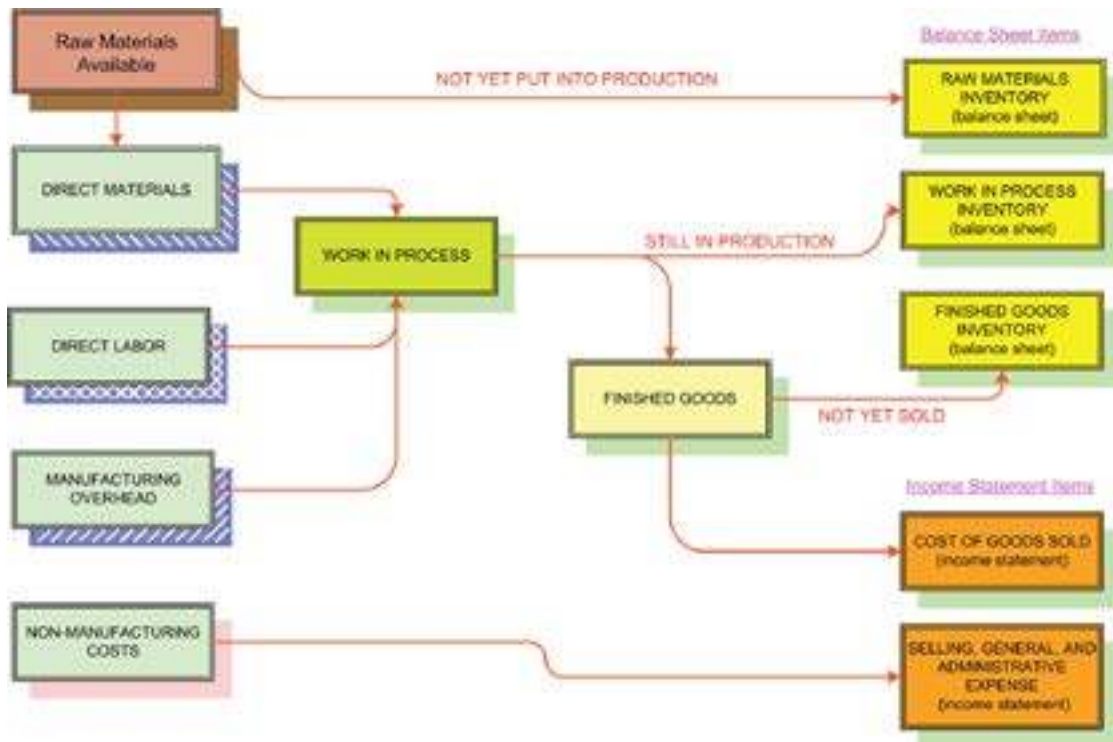 Raw Materials
Available
Balance Sheet Items
NOT YET PUT INTO PRODUCTION
RAW MATERIALS
INVENTORY
(balance sheet)
DIRECT MATERIALS
WORK IN PROCESS
INVENTORY
(balance sheet)
WORK IN PROCESS
STILL IN PRODUCTION
FINISHED GOODS
INVENTORY
(balance sheet)
DIRECT LABOR
FINISHED GOODS
NOT YET SOLD
MANUFACTURING
OVERHEAD
Income Statement Items
COST OF GOODS SOLD
(income statement)
NON-MANUFACTURING
COSTS
SELLING, GENERAL, AND
ADMINISTRATIVE
EXPENSE
(income statement)